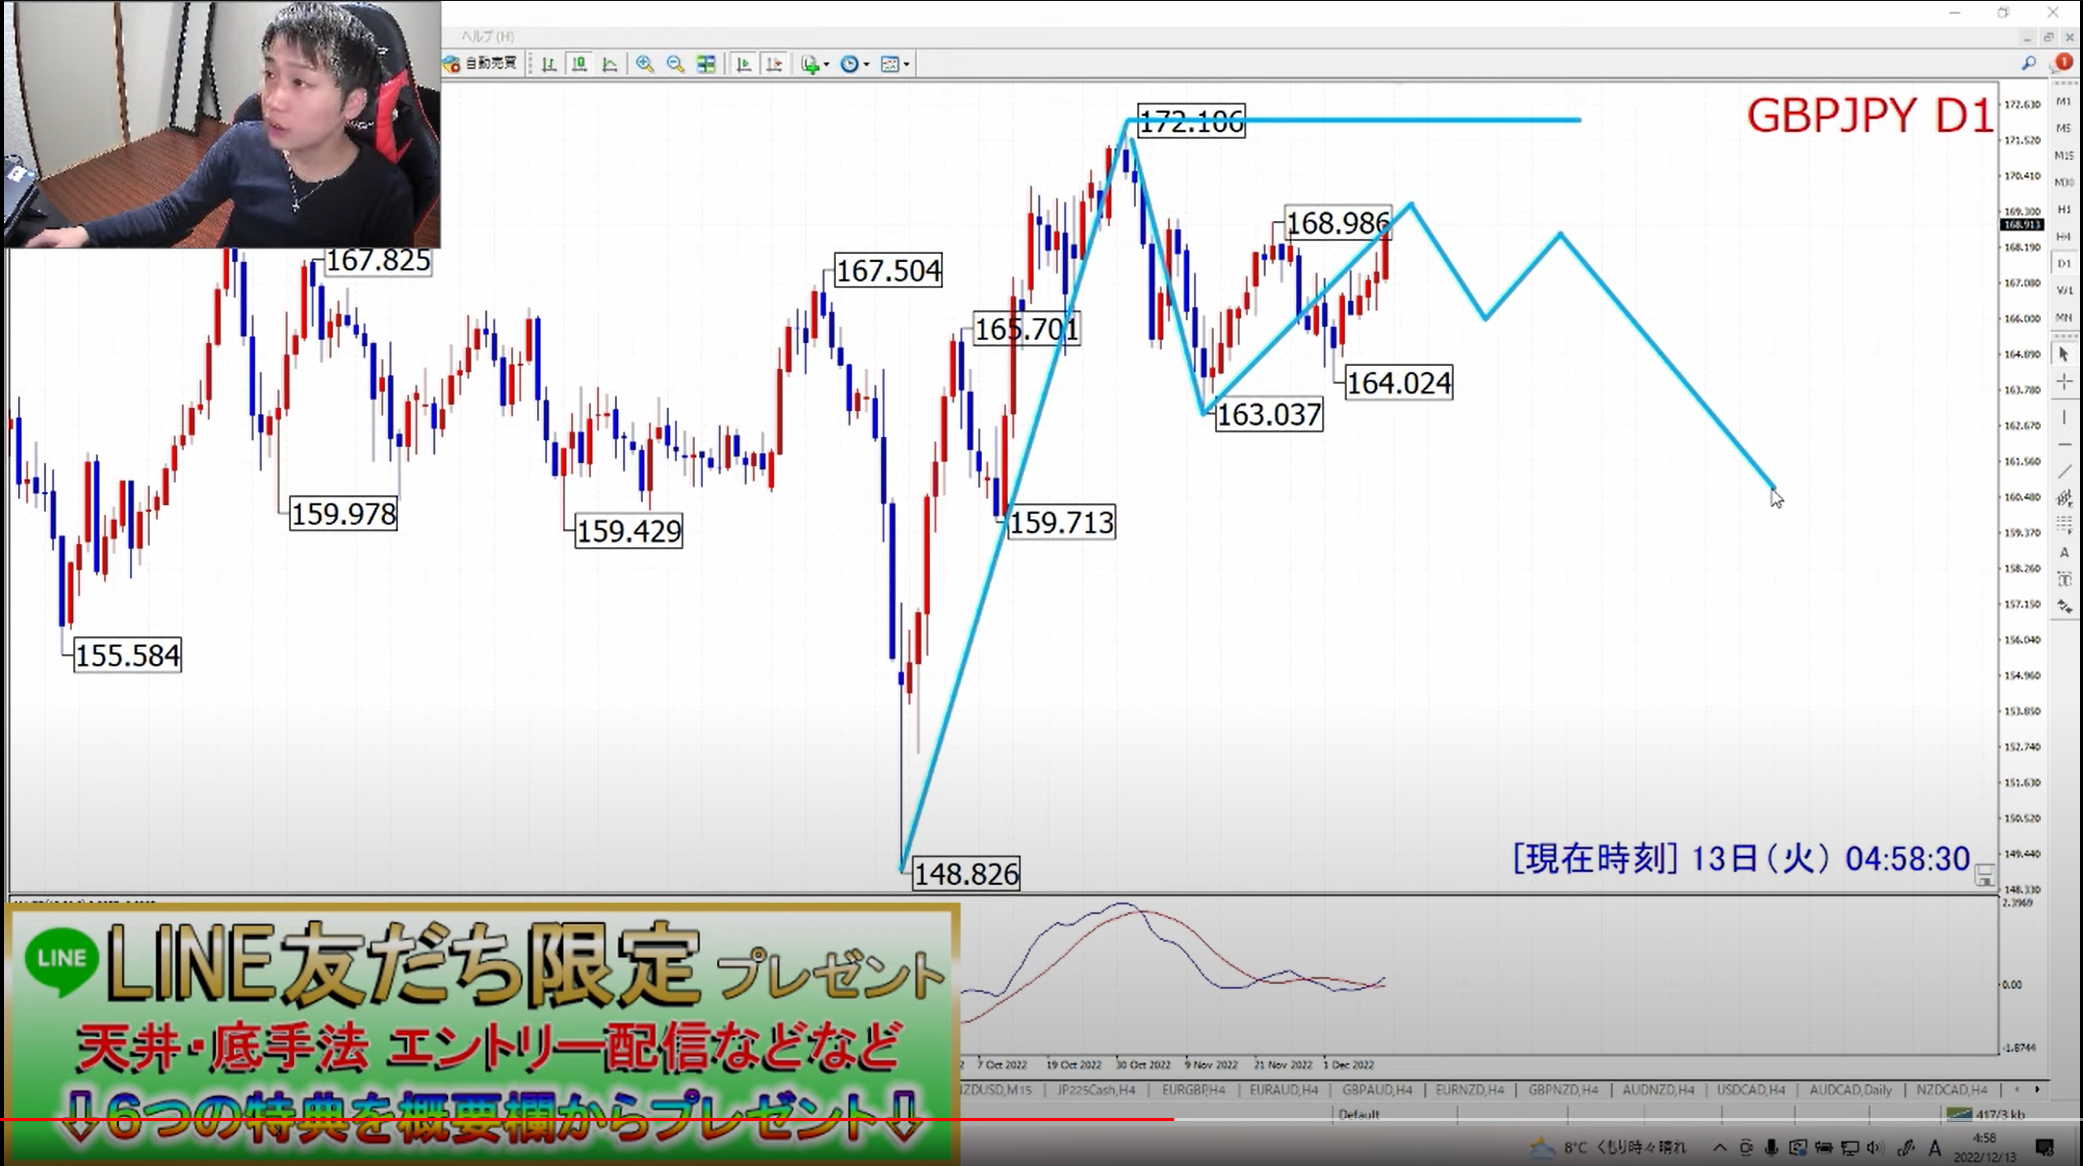 ヘルプ(H)
自動売買
1
GBPJPY D1
M1
M5
M15
M30
H1
H4
D1
W1
MN
A
172.630
171.520
170.410
169.300
168.913
168.190
167.080
166.000
164.890
163.780
162.670
161.560
160.480
159.370
158.260
157.150
156.040
154.960
153.850
152.740
151.630
150.520
149.440
148.330
172.106
168.986
167.825
167.504
165.701
164.024
163.037
159.978
159.429
159.713
155.584
148.826
[現在時刻] 13日(火) 04:58:30
2.3969
0.00
-1.8744
LINE
LINE友だち限定 プレゼント
天井・底手法 エントリー配信などなど
⇩6つの特典を概要欄からプレゼント⇩
2
7 Oct 2022
19 Oct 2022
30 Oct 2022
9 Nov 2022
21 Nov 2022
1 Dec 2022
ZDUSD,M15
JP225Cash,H4
EURGBP,H4
EURAUD,H4
GBPAUD,H4
EURNZD,H4
GBPNZD,H4
AUDNZD,H4
USDCAD,H4
AUDCAD,Daily
NZDCAD,H4
Default
417/3 kb
8°C くもり時々晴れ
A
4:58
2022/12/13